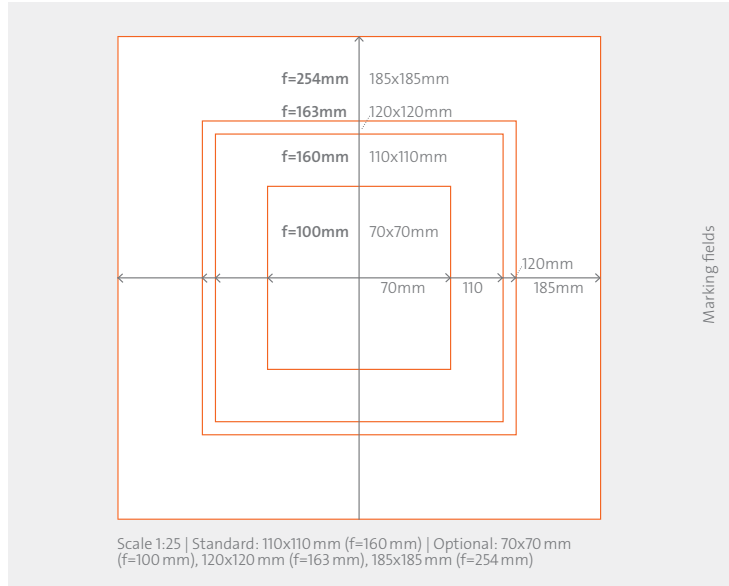 f=254mm 185x185mm
f=163mm 120x120mm
f=160mm 110x110mm
f=100mm 70x70mm
120mm
70mm 110 185mm
Marking fields
Scale 1:25 | Standard: 110x110 mm (f=160 mm) | Optional: 70x70 mm
(f=100 mm), 120x120 mm (f=163 mm), 185x185 mm (f=254 mm)